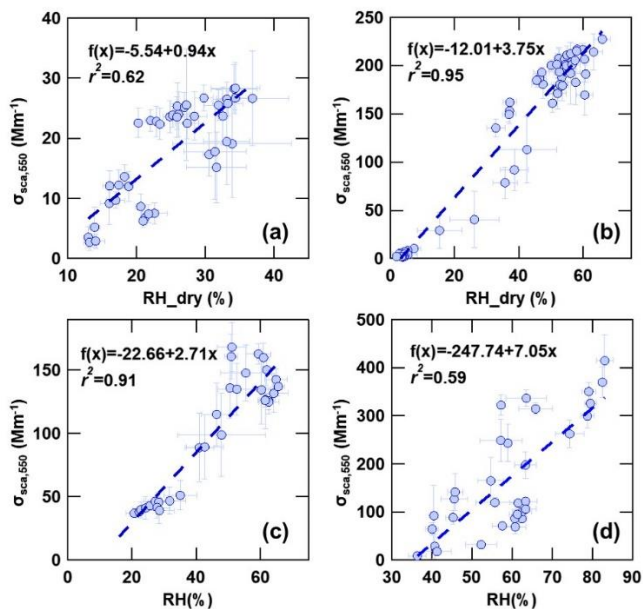 40
30
20
10
0
σsca,550 (Mm⁻¹)
f(x)=-5.54+0.94x
r²=0.62
(a)
10 20 30 40
RH_dry (%)
250
200
150
100
50
0
σsca,550 (Mm⁻¹)
f(x)=-12.01+3.75x
r²=0.95
(b)
0 20 40 60 80
RH_dry (%)
150
100
50
0
σsca,550 (Mm⁻¹)
f(x)=-22.66+2.71x
r²=0.91
(c)
0 20 40 60
RH(%)
500
400
300
200
100
0
σsca,550 (Mm⁻¹)
f(x)=-247.74+7.05x
r²=0.59
(d)
30 40 50 60 70 80 90
RH(%)